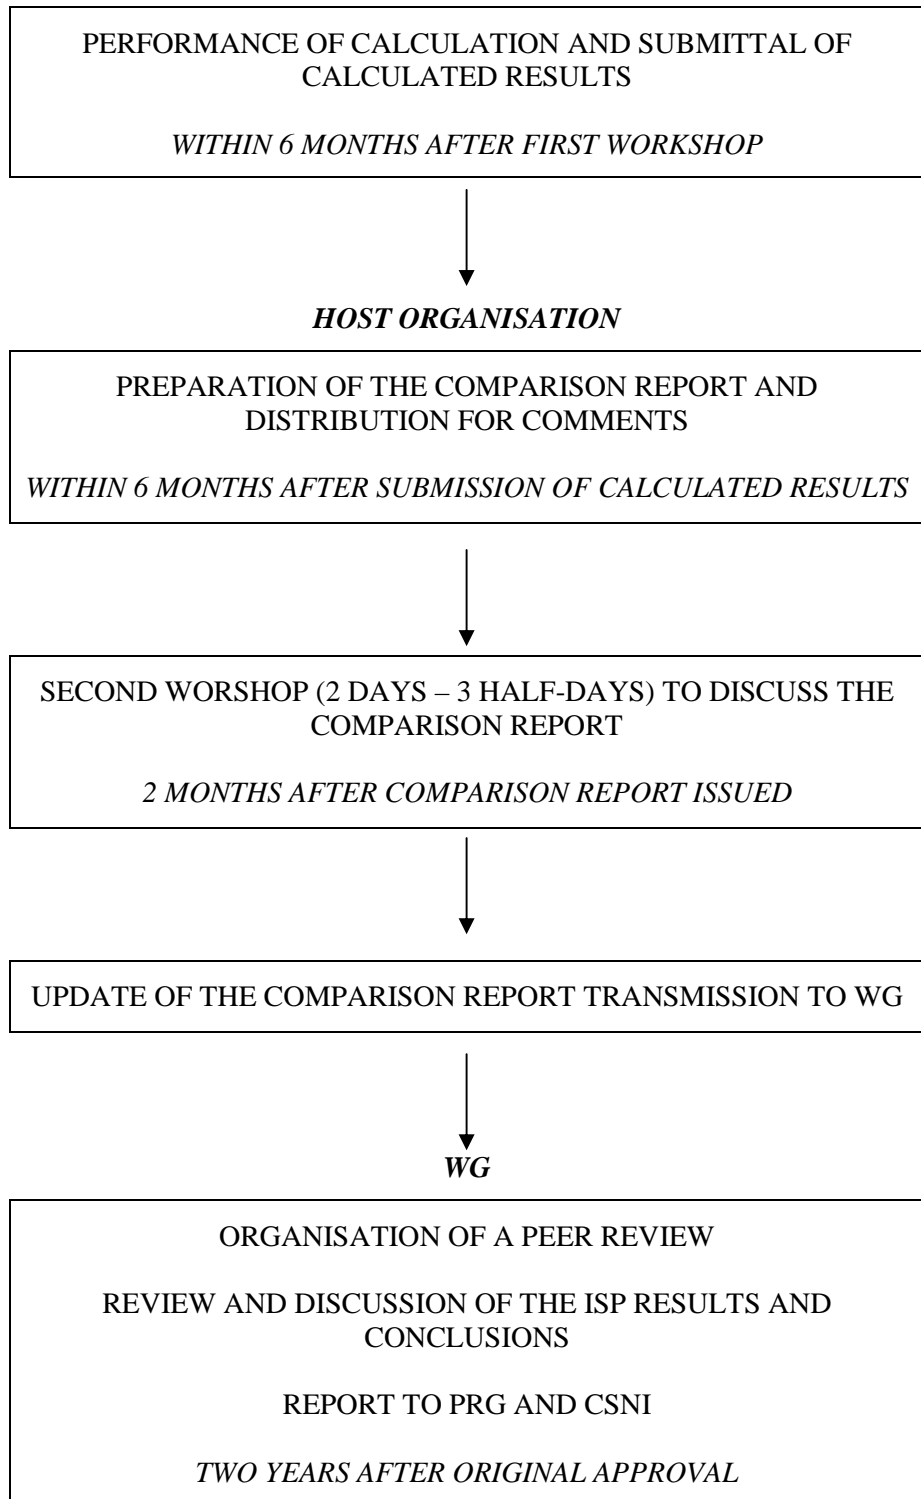 PERFORMANCE OF CALCULATION AND SUBMITTAL OF
CALCULATED RESULTS
WITHIN 6 MONTHS AFTER FIRST WORKSHOP
HOST ORGANISATION
PREPARATION OF THE COMPARISON REPORT AND
DISTRIBUTION FOR COMMENTS
WITHIN 6 MONTHS AFTER SUBMISSION OF CALCULATED RESULTS
SECOND WORSHOP (2 DAYS – 3 HALF-DAYS) TO DISCUSS THE
COMPARISON REPORT
2 MONTHS AFTER COMPARISON REPORT ISSUED
UPDATE OF THE COMPARISON REPORT TRANSMISSION TO WG
WG
ORGANISATION OF A PEER REVIEW
REVIEW AND DISCUSSION OF THE ISP RESULTS AND
CONCLUSIONS
REPORT TO PRG AND CSNI
TWO YEARS AFTER ORIGINAL APPROVAL